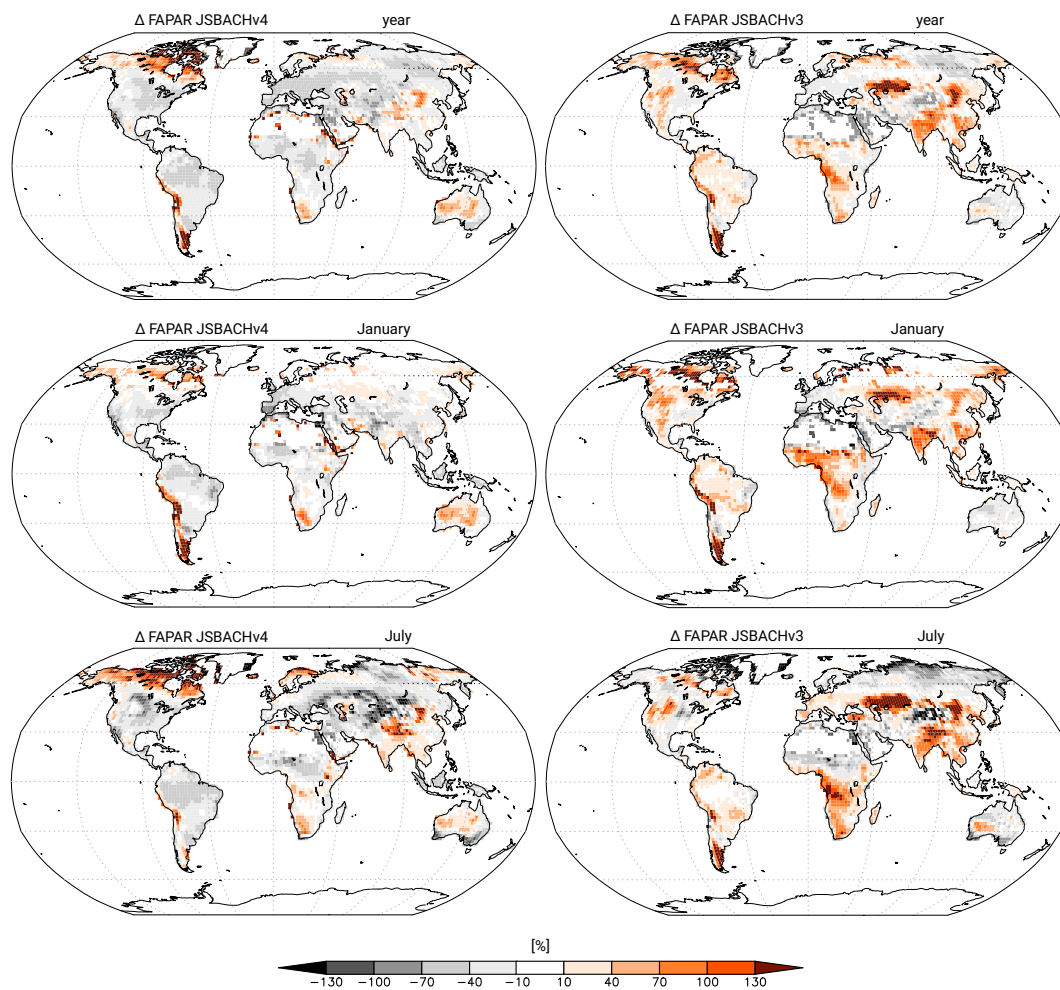 Δ FAPAR JSBACHv4 year
Δ FAPAR JSBACHv3 year
Δ FAPAR JSBACHv4 January
Δ FAPAR JSBACHv3 January
Δ FAPAR JSBACHv4 July
Δ FAPAR JSBACHv3 July
[%]
−130 −100 −70 −40 −10 10 40 70 100 130